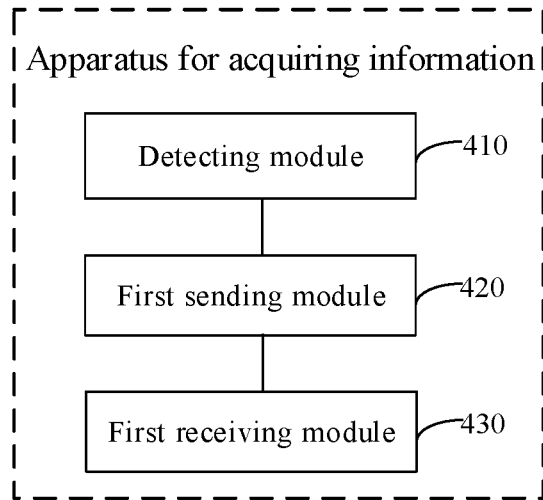 Apparatus for acquiring information
Detecting module
410
First sending module
420
First receiving module
430